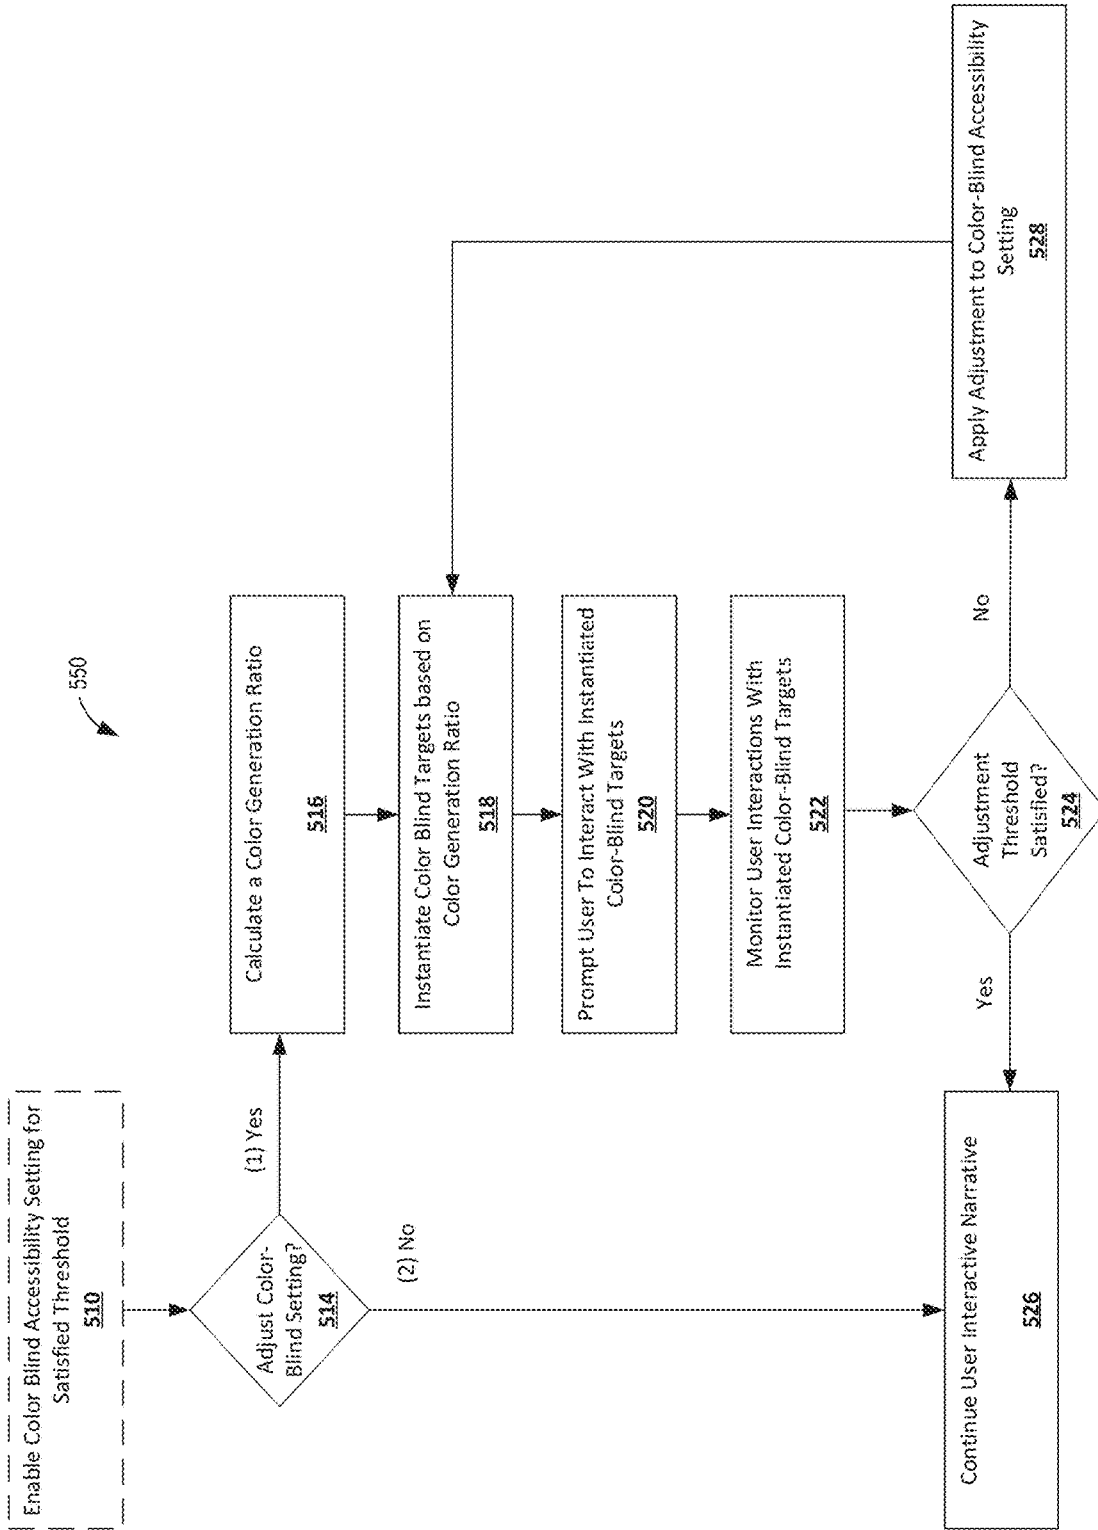 550
Enable Color Blind Accessibility Setting for
Satisfied Threshold
510
Adjust Color-
Blind Setting?
514
(1) Yes
(2) No
Calculate a Color Generation Ratio
516
Instantiate Color Blind Targets based on
Color Generation Ratio
518
Prompt User To Interact With Instantiated
Color-Blind Targets
520
Monitor User Interactions With
Instantiated Color-Blind Targets
522
Adjustment
Threshold
Satisfied?
524
Yes
No
Continue User Interactive Narrative
526
Apply Adjustment to Color-Blind Accessibility
Setting
528